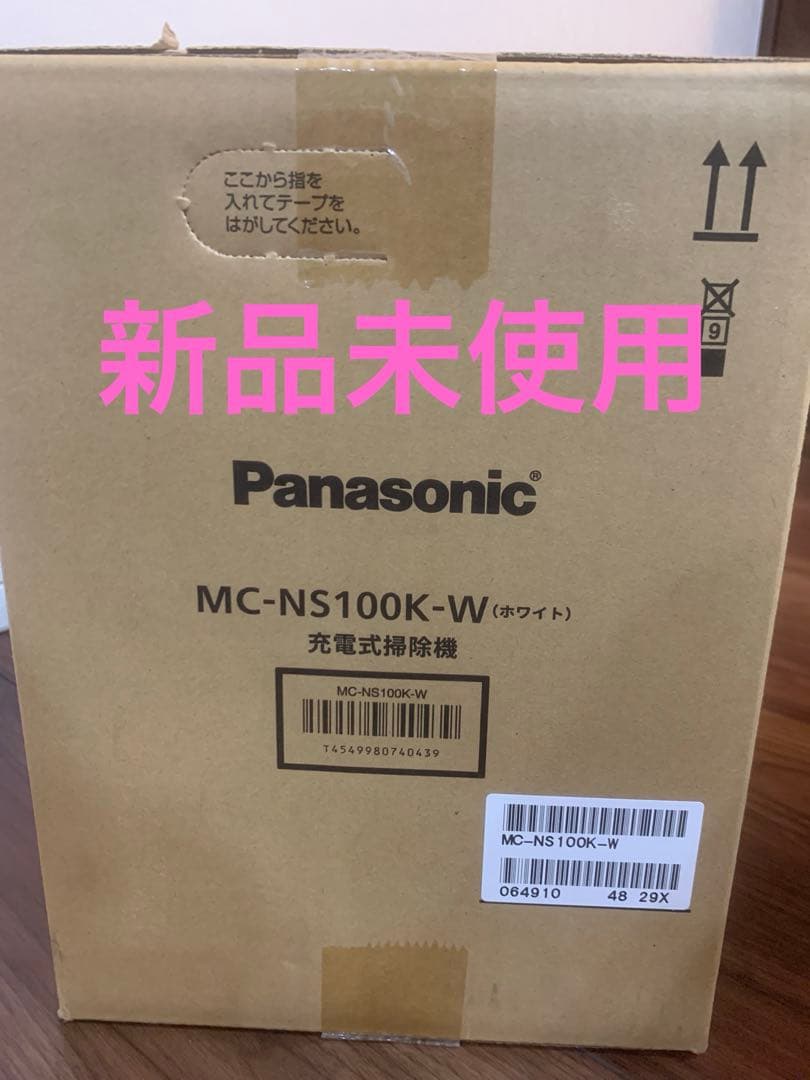 ここから指を
入れてテープを
はがしてください。
9
新品未使用
Panasonic®
MC-NS100K-W(ホワイト)
充電式掃除機
MC-NS100K-W
T4549980740439
MC-NS100K-W
064910 48 29X